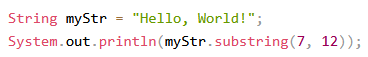 String myStr = "Hello, World!";
System.out.println(myStr.substring(7, 12));